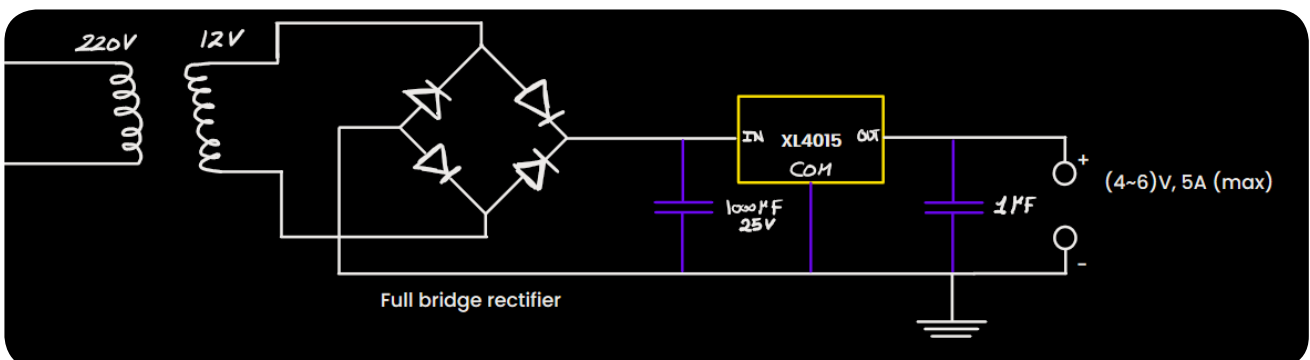 220V
12V
IN
XL4015
OUT
COM
1000µF
25V
1µF
+
(4~6)V, 5A (max)
-
Full bridge rectifier